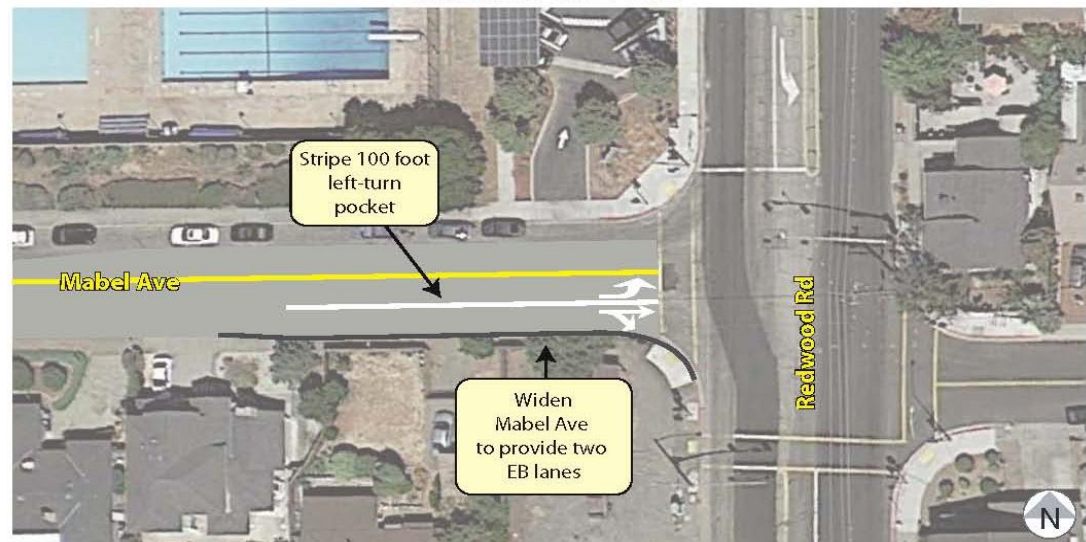 Stripe 100 foot
left-turn
pocket
Mabel Ave
Redwood Rd
Widen
Mabel Ave
to provide two
EB lanes
N